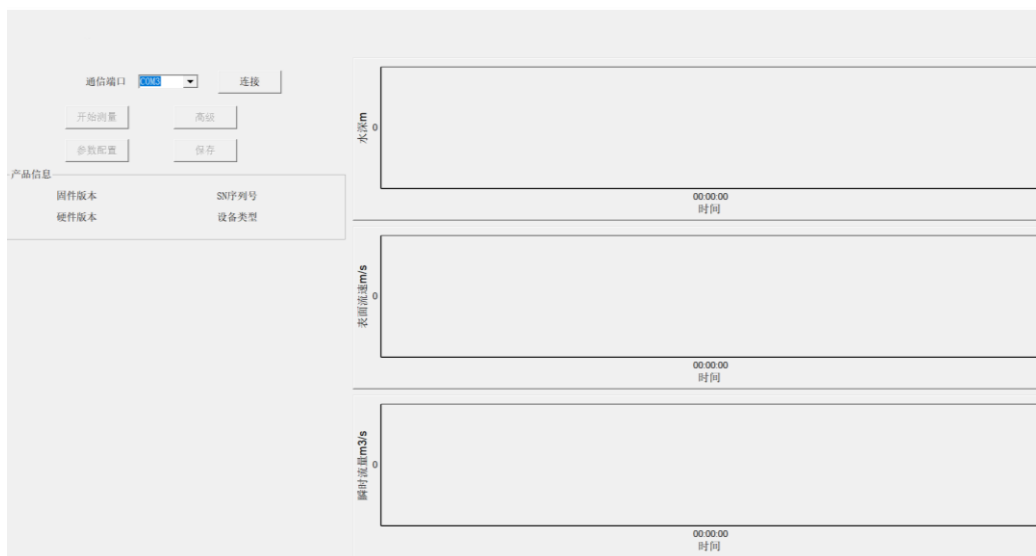 通信端口 COM3 连接
开始测量 高级
参数配置 保存
产品信息
固件版本 SN序列号
硬件版本 设备类型
水深m
0
00:00:00
时间
表面流速m/s
0
00:00:00
时间
瞬时流量m3/s
0
00:00:00
时间